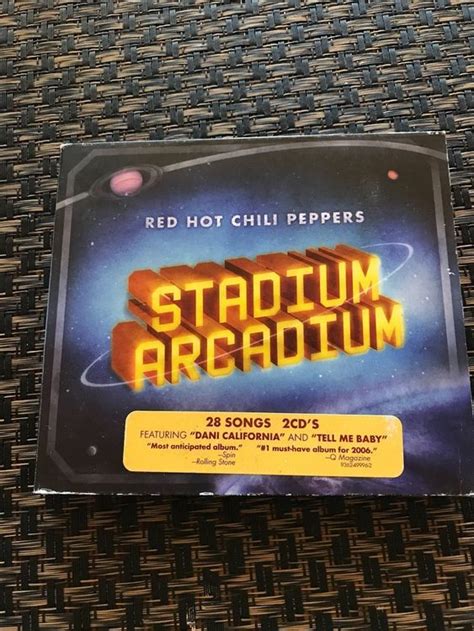 RED HOT CHILI PEPPERS
STADIUM
ARCADIUM
28 SONGS 2CD'S
FEATURING "DANI CALIFORNIA" AND "TELL ME BABY"
"Most anticipated album." "#1 must-have album for 2006."
—Spin —Q Magazine
—Rolling Stone 9362499962